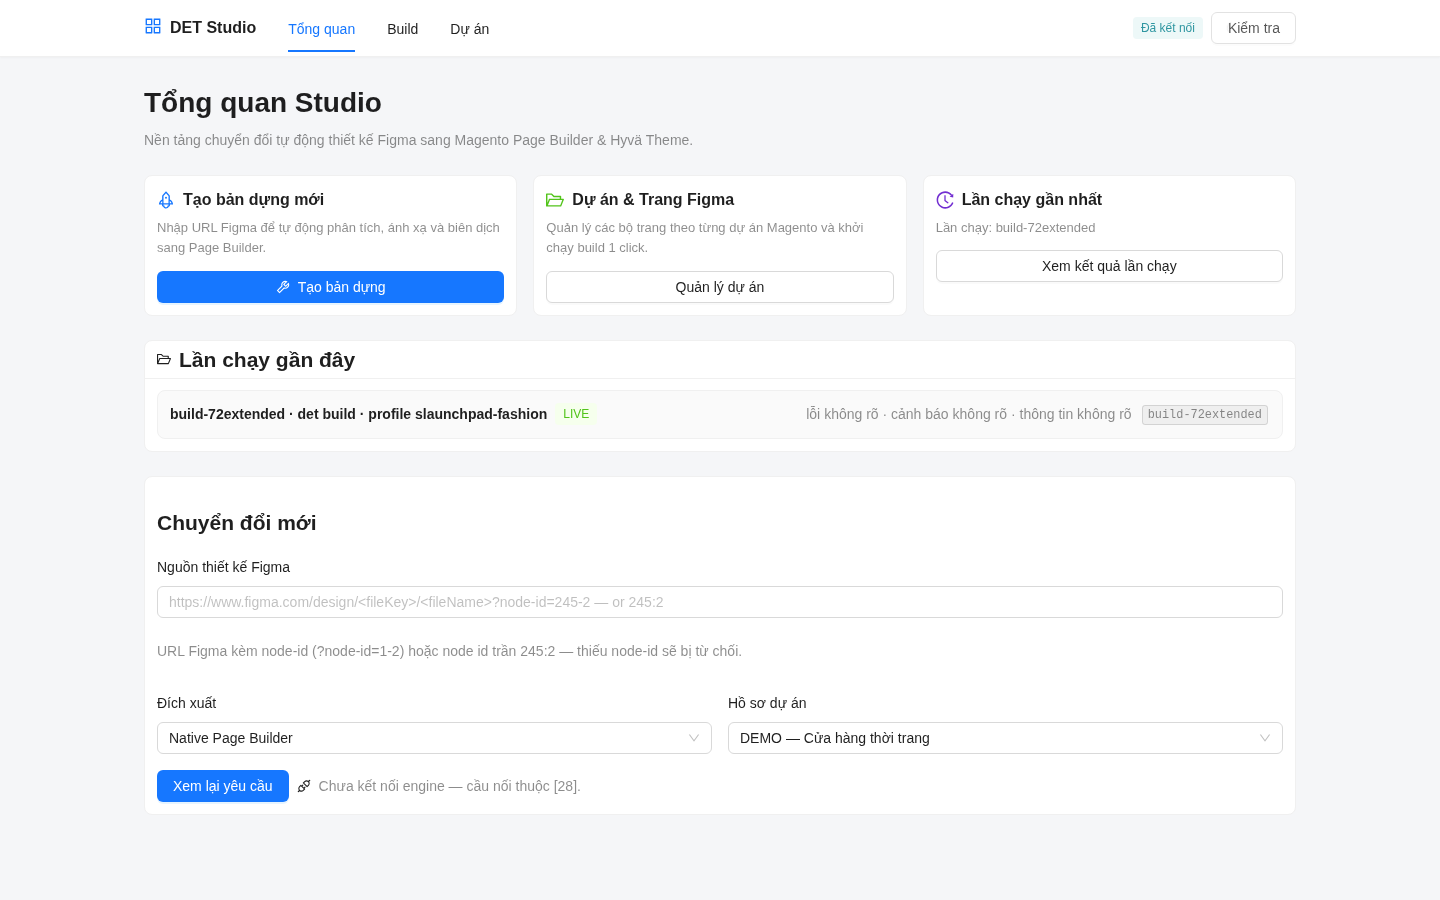 DET Studio
Tổng quan
Build
Dự án
Đã kết nối
Kiểm tra
Tổng quan Studio
Nền tảng chuyển đổi tự động thiết kế Figma sang Magento Page Builder & Hyvä Theme.
Tạo bản dựng mới
Nhập URL Figma để tự động phân tích, ánh xạ và biên dịch
sang Page Builder.
Tạo bản dựng
Dự án & Trang Figma
Quản lý các bộ trang theo từng dự án Magento và khởi
chạy build 1 click.
Quản lý dự án
Lần chạy gần nhất
Lần chạy: build-72extended
Xem kết quả lần chạy
Lần chạy gần đây
build-72extended · det build · profile slaunchpad-fashion LIVE
lỗi không rõ · cảnh báo không rõ · thông tin không rõ build-72extended
Chuyển đổi mới
Nguồn thiết kế Figma
https://www.figma.com/design/<fileKey>/<fileName>?node-id=245-2 — or 245:2
URL Figma kèm node-id (?node-id=1-2) hoặc node id trần 245:2 — thiếu node-id sẽ bị từ chối.
Đích xuất
Native Page Builder
Hồ sơ dự án
DEMO — Cửa hàng thời trang
Xem lại yêu cầu
Chưa kết nối engine — cầu nối thuộc [28].